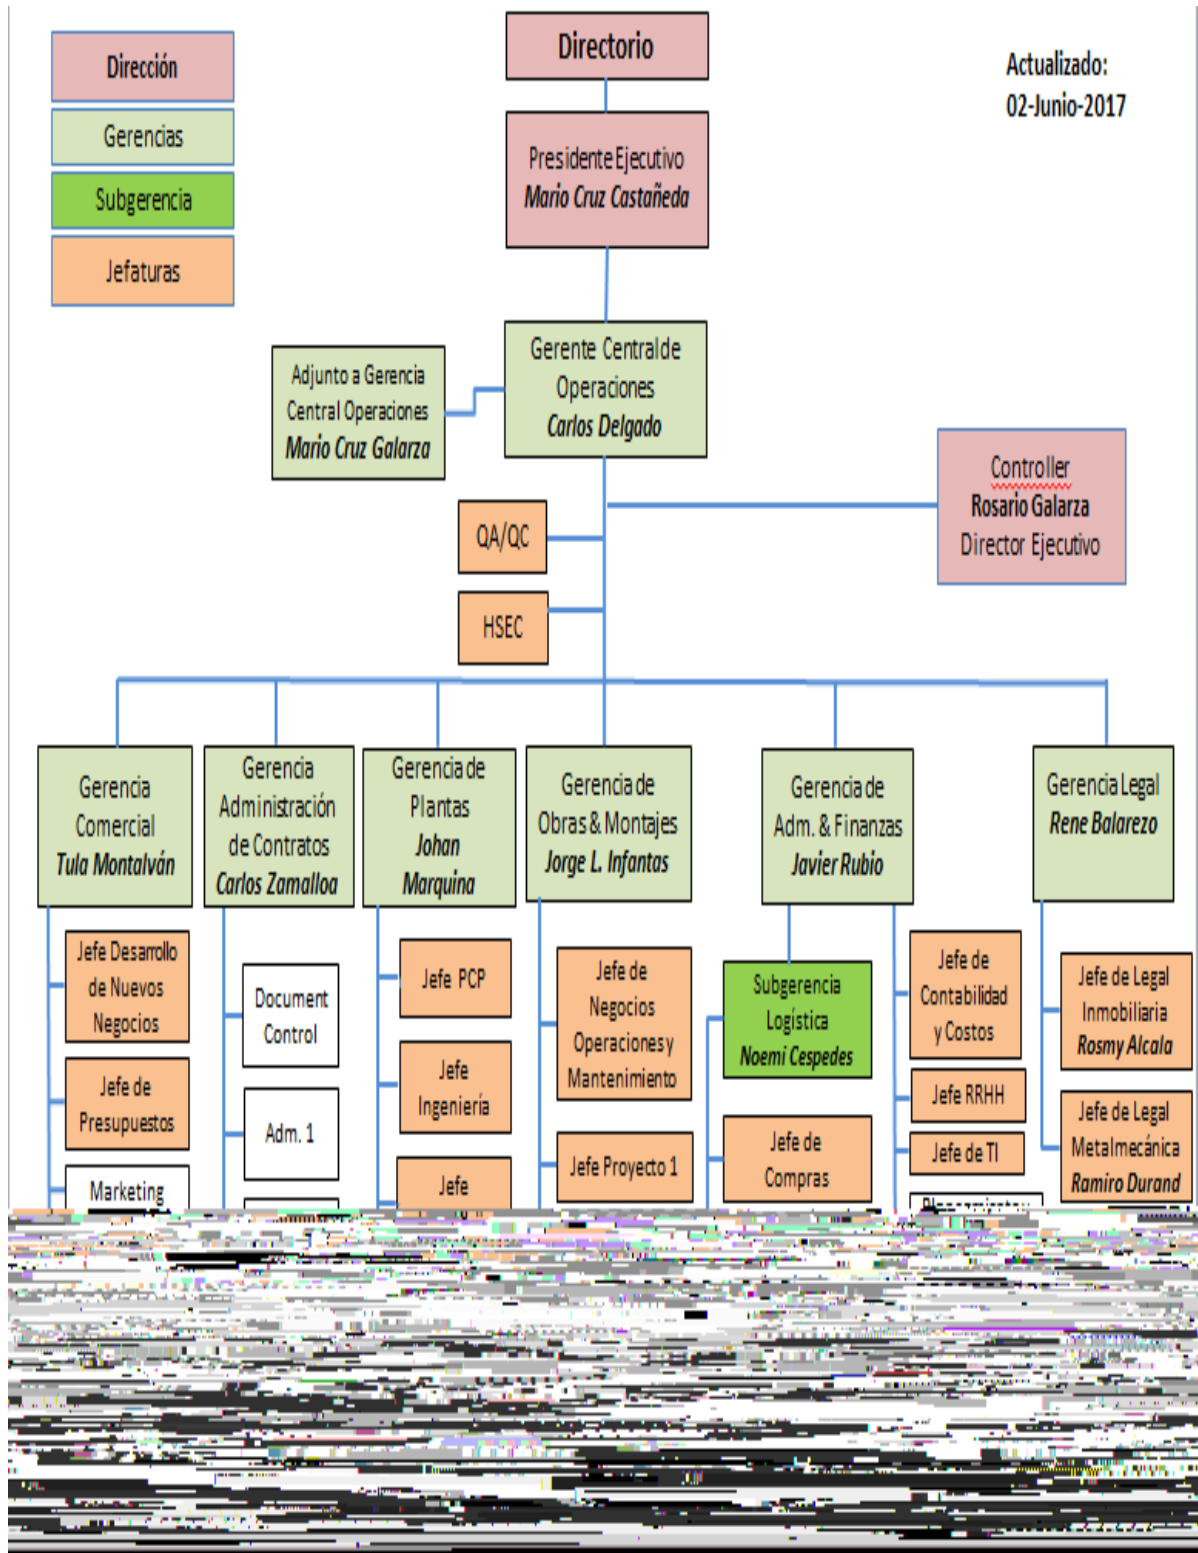 Dirección
Gerencias
Subgerencia
Jefaturas
Directorio
Actualizado:
02-Junio-2017
Presidente Ejecutivo
Mario Cruz Castañeda
Gerente Central de
Operaciones
Carlos Delgado
Adjunto a Gerencia
Central Operaciones
Mario Cruz Galarza
Controller
Rosario Galarza
Director Ejecutivo
QA/QC
HSEC
Gerencia
Comercial
Tula Montalván
Gerencia
Administración
de Contratos
Carlos Zamalloa
Gerencia de
Plantas
Johan
Marquina
Gerencia de
Obras & Montajes
Jorge L. Infantas
Gerencia de
Adm. & Finanzas
Javier Rubio
Gerencia Legal
Rene Balarezo
Jefe Desarrollo
de Nuevos
Negocios
Jefe de
Presupuestos
Marketing
Document
Control
Adm. 1
Jefe PCP
Jefe
Ingeniería
Jefe
Jefe de
Negocios
Operaciones y
Mantenimiento
Jefe Proyecto 1
Subgerencia
Logística
Noemi Cespedes
Jefe de
Compras
Jefe de
Contabilidad
y Costos
Jefe RRHH
Jefe de TI
Jefe de Legal
Inmobiliaria
Rosmy Alcala
Jefe de Legal
Metalmecánica
Ramiro Durand